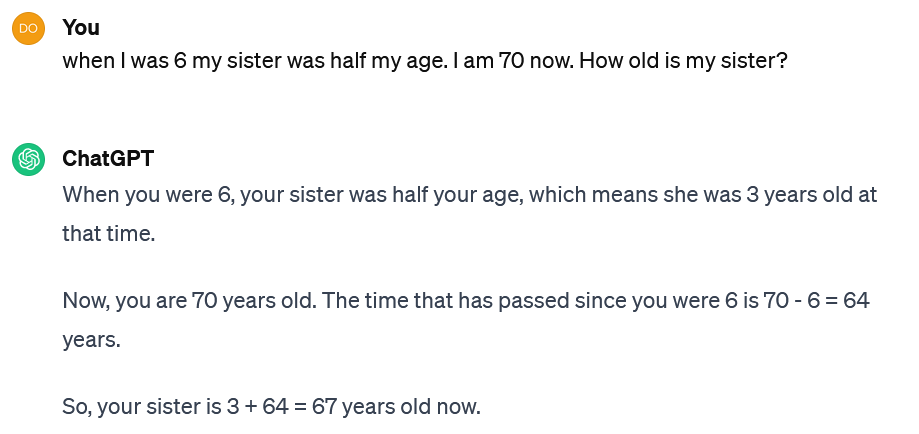 DO
You
when I was 6 my sister was half my age. I am 70 now. How old is my sister?
ChatGPT
When you were 6, your sister was half your age, which means she was 3 years old at
that time.
Now, you are 70 years old. The time that has passed since you were 6 is 70 - 6 = 64
years.
So, your sister is 3 + 64 = 67 years old now.